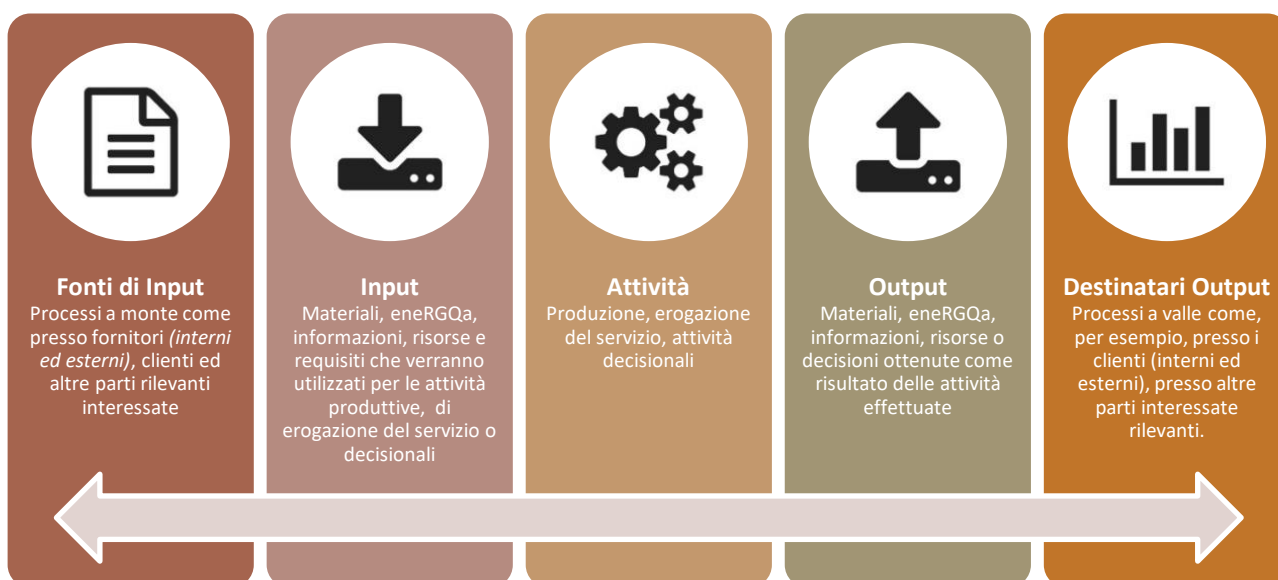 Fonti di Input
Processi a monte come
presso fornitori (interni
ed esterni), clienti ed
altre parti rilevanti
interessate
Input
Materiali, eneRGQa,
informazioni, risorse e
requisiti che verranno
utilizzati per le attività
produttive, di
erogazione del servizio o
decisionali
Attività
Produzione, erogazione
del servizio, attività
decisionali
Output
Materiali, eneRGQa,
informazioni, risorse o
decisioni ottenute come
risultato delle attività
effettuate
Destinatari Output
Processi a valle come,
per esempio, presso i
clienti (interni ed
esterni), presso altre
parti interessate
rilevanti.